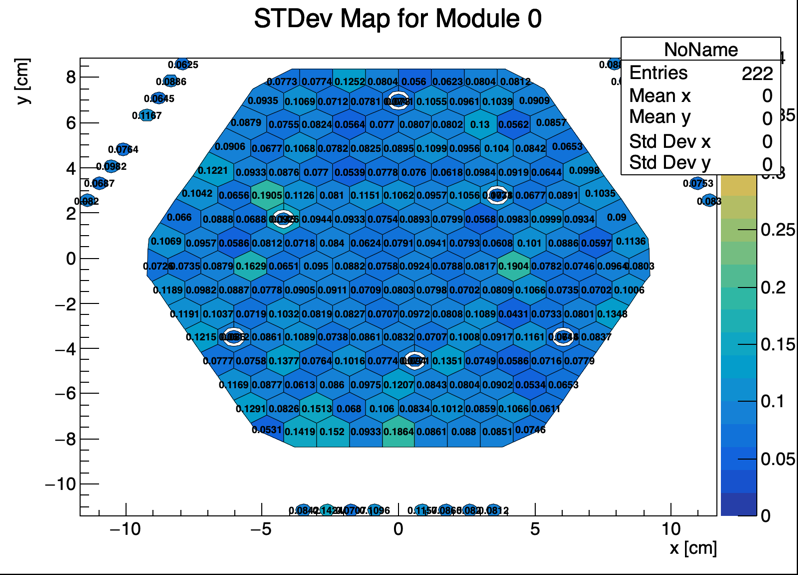 STDev Map for Module 0
y [cm]
NoName
Entries 222
Mean x 0
Mean y 0
Std Dev x 0
Std Dev y 0
0.0625
0.0886
0.0645
0.1167
0.0764
0.0962
0.0687
0.082
0.0753
0.083
0.0773 0.0774 0.1252 0.0804 0.056 0.0623 0.0804 0.0812
0.0935 0.1069 0.0712 0.0781 0.1055 0.0961 0.1039 0.0909
0.0879 0.0755 0.0824 0.0564 0.077 0.0807 0.0802 0.13 0.0562 0.0857
0.0906 0.0677 0.1068 0.0782 0.0825 0.0895 0.1099 0.0956 0.104 0.0842 0.0653
0.1221 0.0933 0.0876 0.077 0.0539 0.0778 0.076 0.0618 0.0984 0.0919 0.0644 0.0998
0.1042 0.0656 0.1905 0.1126 0.081 0.1151 0.1062 0.0957 0.1056 0.0677 0.0891 0.1035
0.066 0.0888 0.0688 0.0944 0.0933 0.0754 0.0893 0.0799 0.0568 0.0983 0.0999 0.0934 0.09
0.1069 0.0957 0.0586 0.0812 0.0718 0.084 0.0624 0.0791 0.0941 0.0793 0.0608 0.101 0.0886 0.0597 0.1136
0.0735 0.0879 0.1629 0.0651 0.095 0.0882 0.0758 0.0924 0.0788 0.0817 0.1904 0.0782 0.0746 0.0964 0.0803
0.1189 0.0982 0.0887 0.0778 0.0905 0.0912 0.0709 0.0803 0.0798 0.0702 0.0809 0.1066 0.0735 0.0702 0.1006
0.1191 0.1037 0.0719 0.1032 0.0819 0.0827 0.0707 0.0972 0.0708 0.1089 0.0431 0.0733 0.0801 0.1348
0.1215 0.0861 0.1089 0.0738 0.0861 0.0832 0.0707 0.1008 0.0917 0.1161 0.0837
0.0777 0.0758 0.1377 0.0764 0.1016 0.0774 0.1351 0.0749 0.0586 0.0716 0.0779
0.1169 0.0877 0.0613 0.086 0.0975 0.1207 0.0843 0.0804 0.0902 0.0534 0.0653
0.1291 0.0826 0.1513 0.068 0.106 0.0834 0.1012 0.0859 0.1066 0.0611
0.0531 0.1419 0.152 0.0933 0.1864 0.0861 0.088 0.0851 0.0746
0.1096 0.0812
8
6
4
2
0
−2
−4
−6
−8
−10
−10 −5 0 5 10
x [cm]
0.25
0.2
0.15
0.1
0.05
0